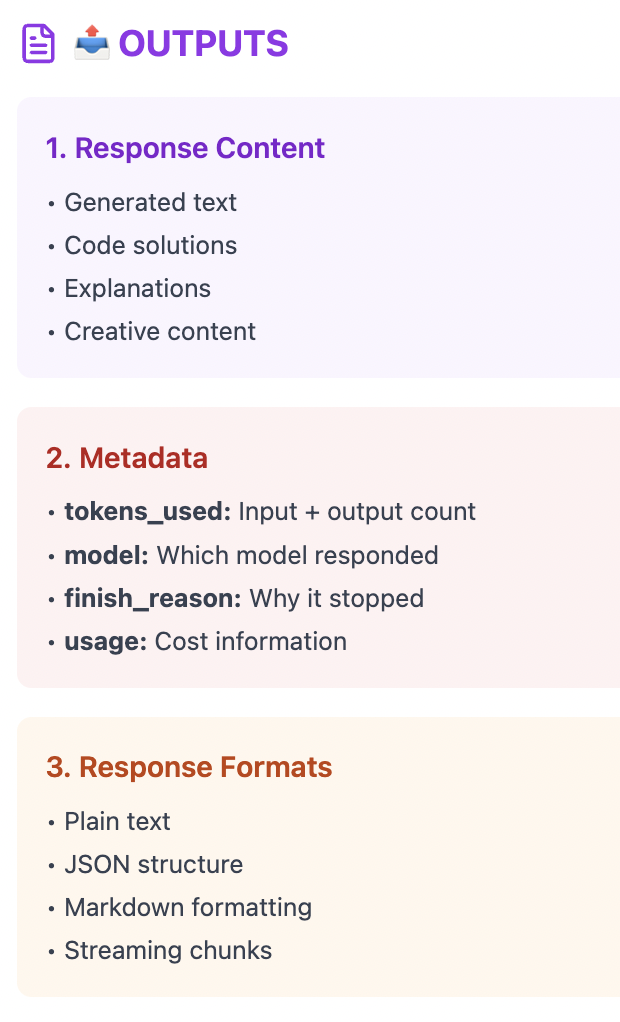 📤 OUTPUTS
1. Response Content
• Generated text
• Code solutions
• Explanations
• Creative content
2. Metadata
• tokens_used: Input + output count
• model: Which model responded
• finish_reason: Why it stopped
• usage: Cost information
3. Response Formats
• Plain text
• JSON structure
• Markdown formatting
• Streaming chunks